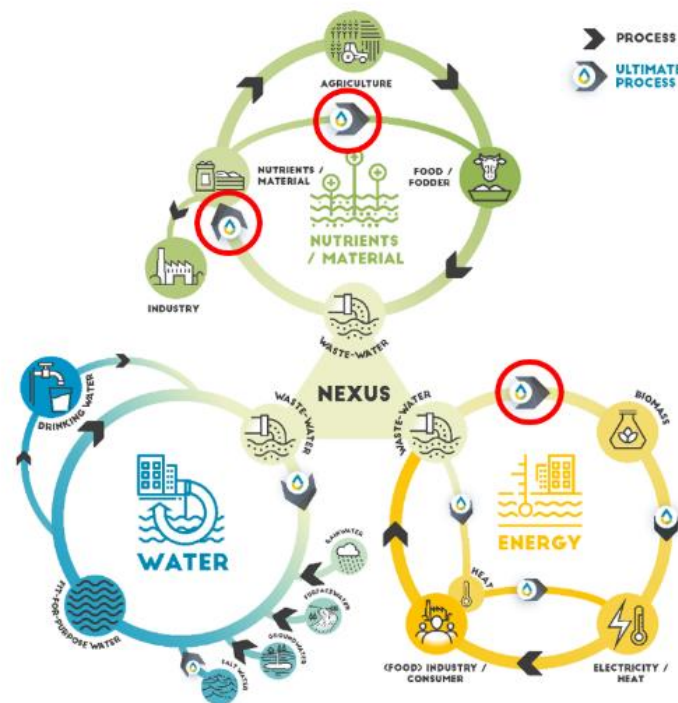 PROCESS
ULTIMATE
PROCESS
AGRICULTURE
NUTRIENTS /
MATERIAL
FOOD /
FODDER
NUTRIENTS
/ MATERIAL
INDUSTRY
WASTE-WATER
NEXUS
WASTE-WATER
WASTE-WATER
DRINKING WATER
BIOMASS
WATER
ENERGY
RAINWATER
SURFACEWATER
GROUNDWATER
SALT WATER
FIT-FOR-PURPOSE WATER
HEAT
(FOOD) INDUSTRY /
CONSUMER
ELECTRICITY /
HEAT